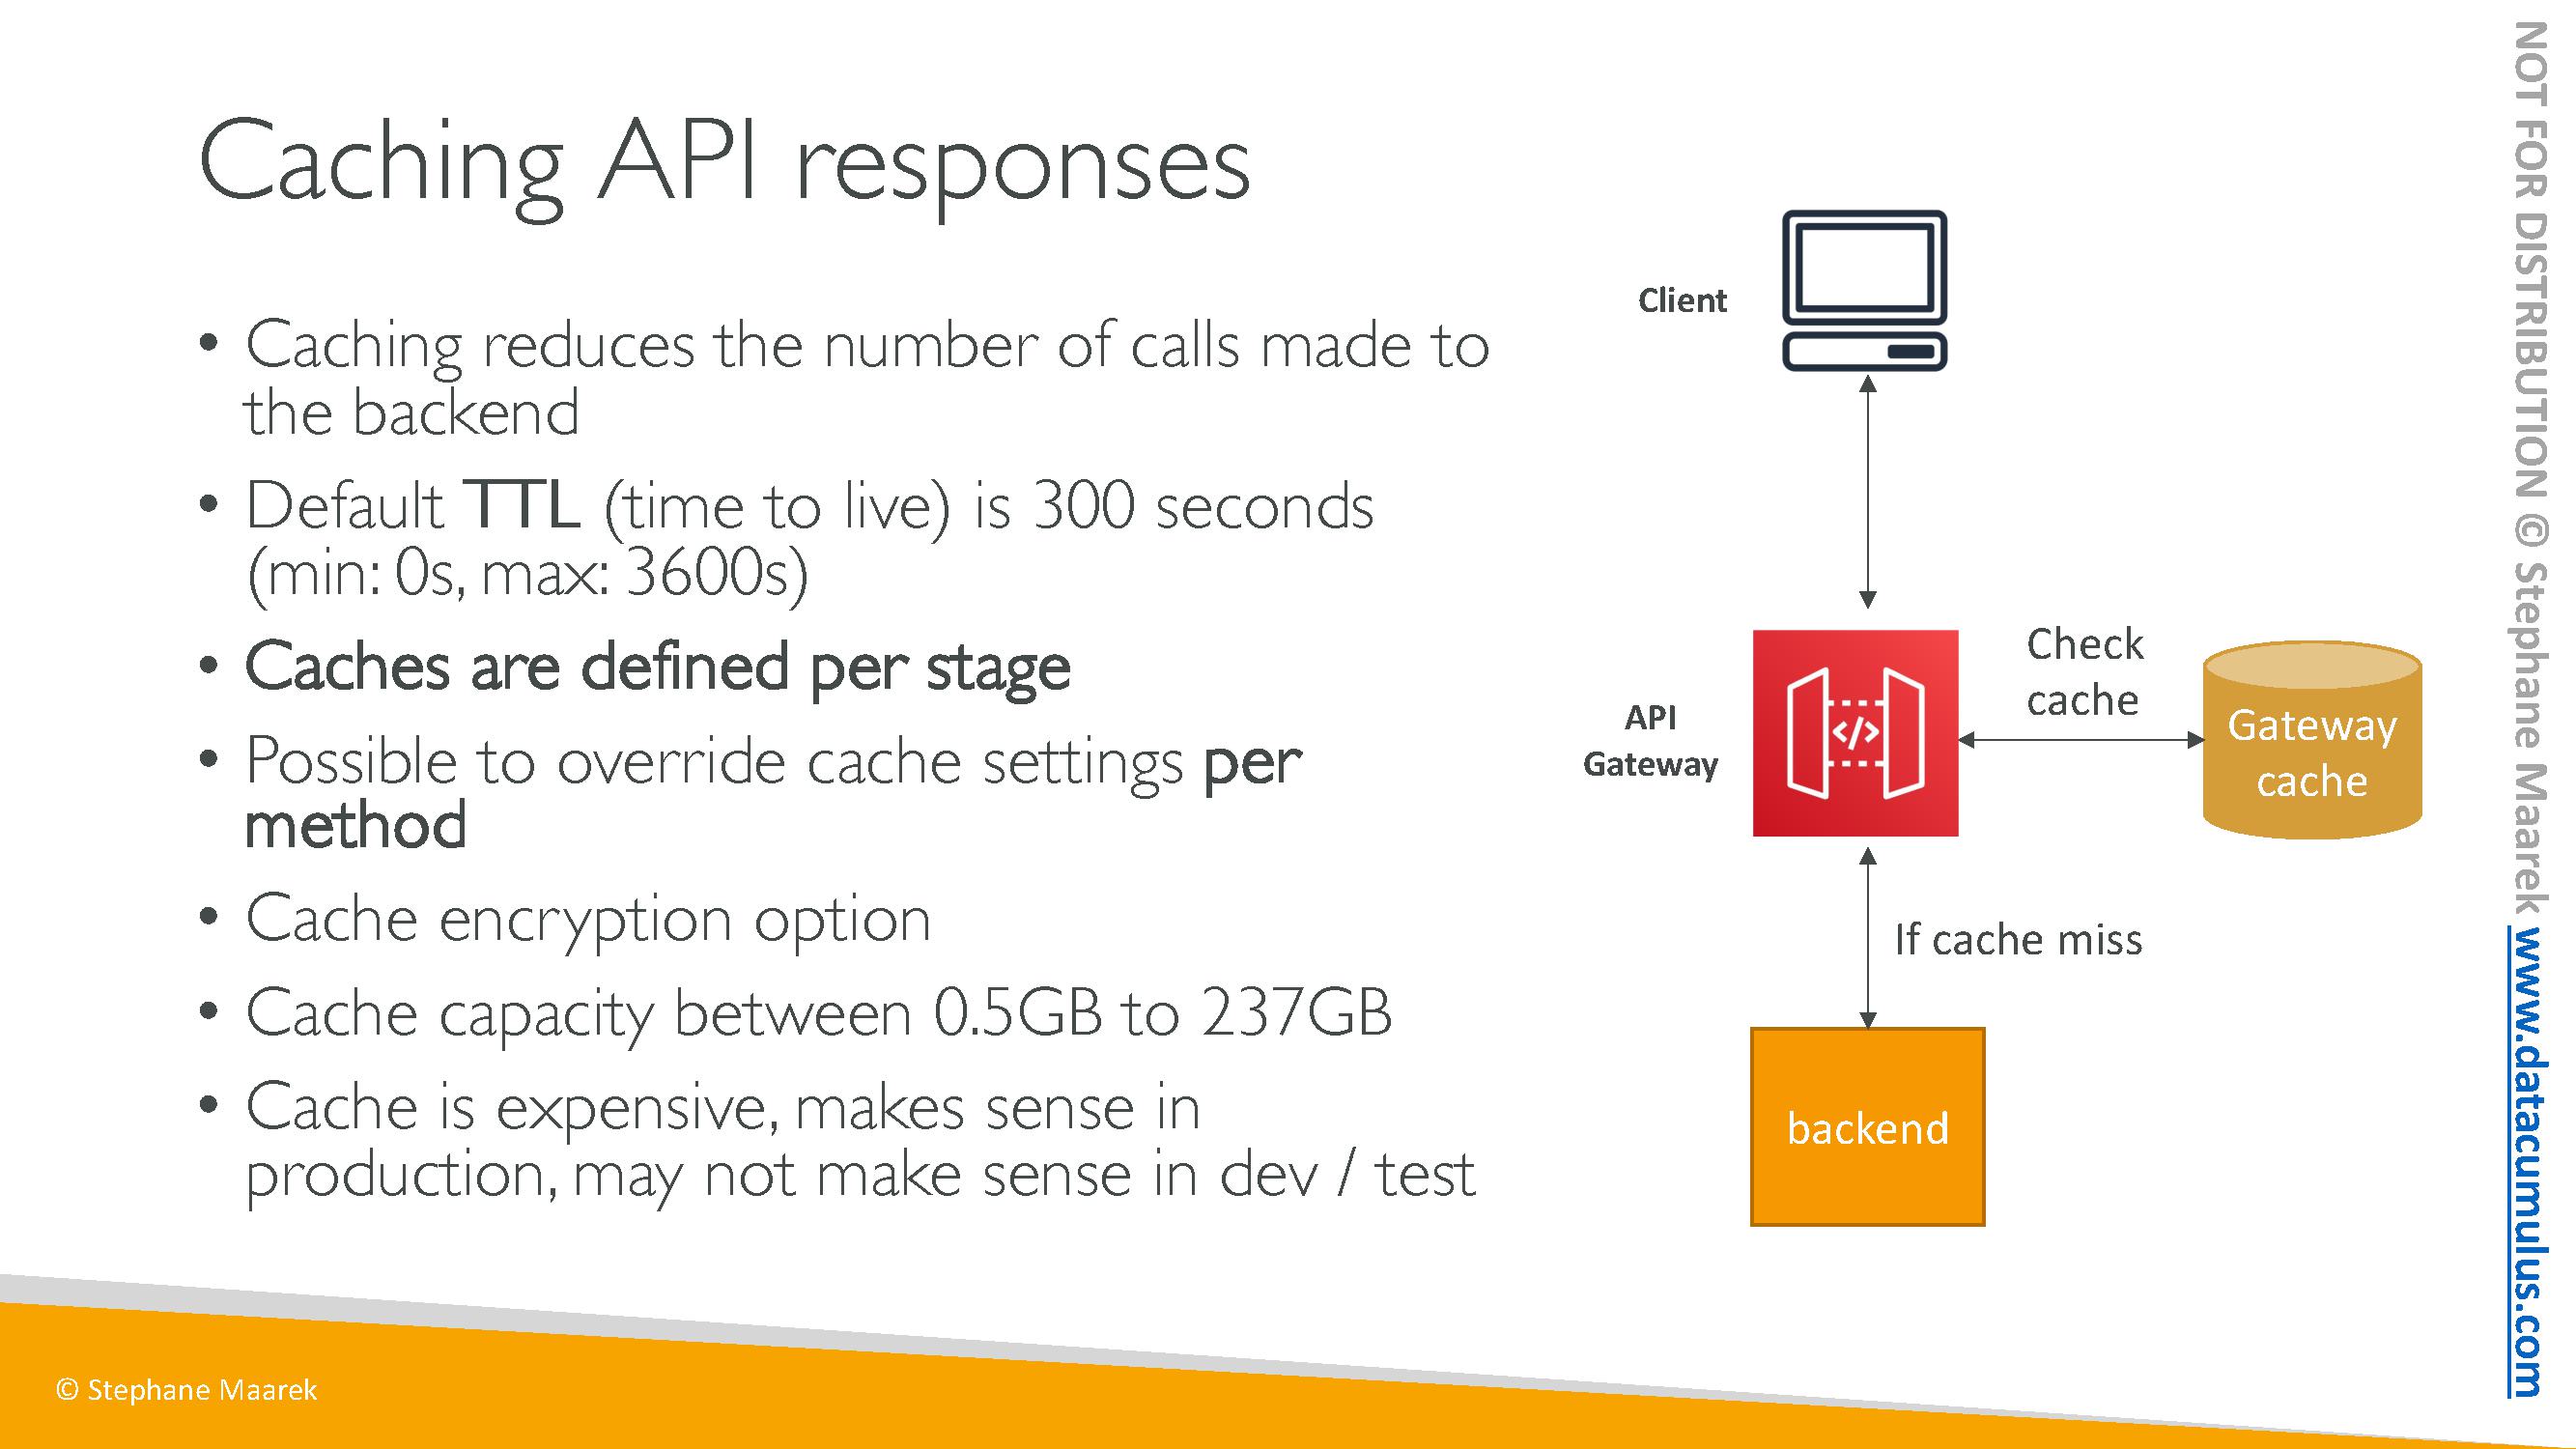 Caching API responses
• Caching reduces the number of calls made to
the backend
• Default TTL (time to live) is 300 seconds
(min: 0s, max: 3600s)
• Caches are defined per stage
• Possible to override cache settings per
method
• Cache encryption option
• Cache capacity between 0.5GB to 237GB
• Cache is expensive, makes sense in
production, may not make sense in dev / test
Client
API
Gateway
</>
Check
cache
Gateway
cache
If cache miss
backend
© Stephane Maarek
NOT FOR DISTRIBUTION © Stephane Maarek www.datacumulus.com